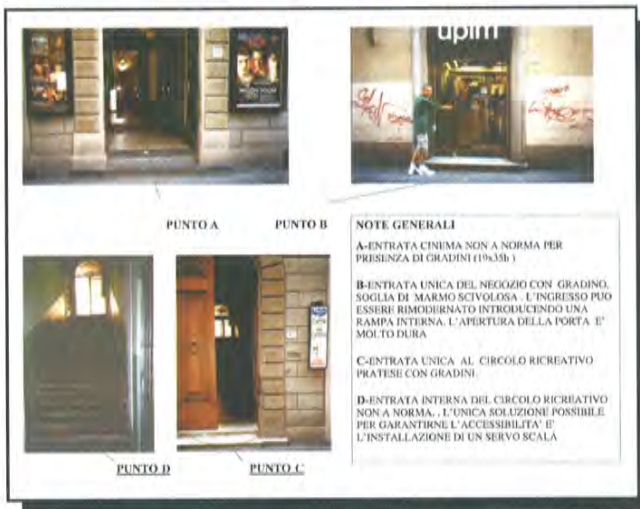 upim
PUNTO A
PUNTO B
NOTE GENERALI
A-ENTRATA CINEMA NON A NORMA PER
PRESENZA DI GRADINI (19x35h )
B-ENTRATA UNICA DEL NEGOZIO CON GRADINO,
SOGLIA DI MARMO SCIVOLOSA . L'INGRESSO PUO
ESSERE RIMODERNATO INTRODUCENDO UNA
RAMPA INTERNA. L'APERTURA DELLA PORTA E'
MOLTO DURA
C-ENTRATA UNICA AL CIRCOLO RICREATIVO
PRATESE CON GRADINI.
D-ENTRATA INTERNA DEL CIRCOLO RICREATIVO
NON A NORMA. . L'UNICA SOLUZIONE POSSIBILE
PER GARANTIRNE L'ACCESSIBILITA' E'
L'INSTALLAZIONE DI UN SERVO SCALA
PUNTO D
PUNTO C